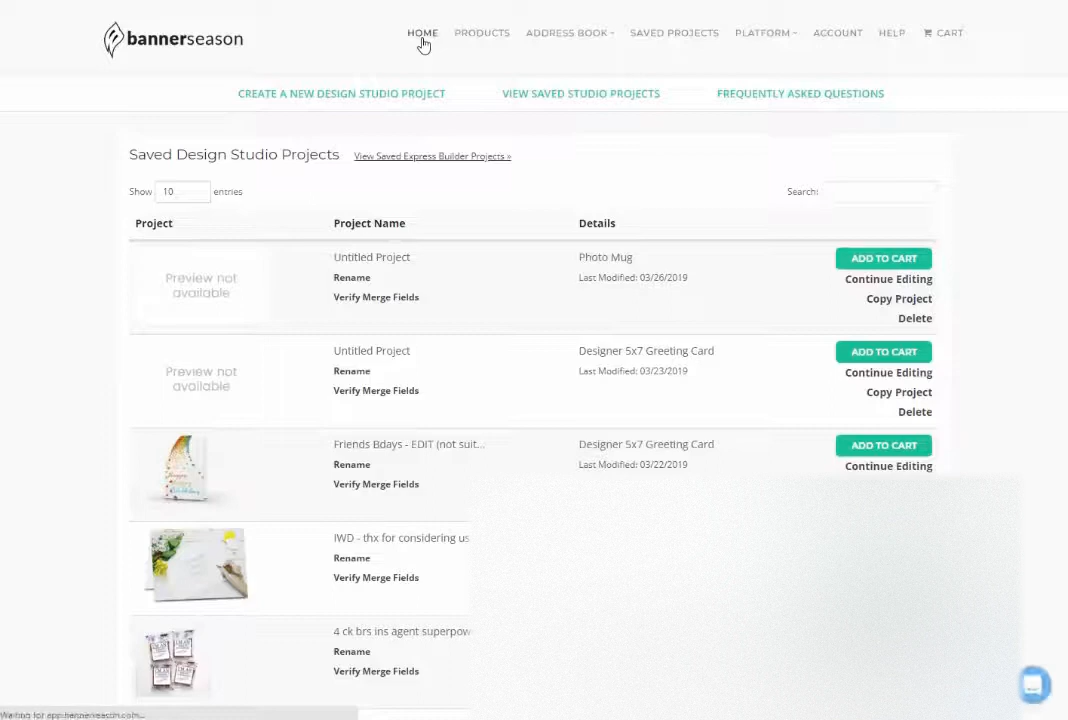 bannerseason
HOME PRODUCTS ADDRESS BOOK SAVED PROJECTS PLATFORM ACCOUNT HELP CART
CREATE A NEW DESIGN STUDIO PROJECT VIEW SAVED STUDIO PROJECTS FREQUENTLY ASKED QUESTIONS
Saved Design Studio Projects View Saved Express Builder Projects »
Show 10 entries Search:
Project Project Name Details
Preview not available
Untitled Project
Rename
Verify Merge Fields
Photo Mug
Last Modified: 03/26/2019
ADD TO CART
Continue Editing
Copy Project
Delete
Preview not available
Untitled Project
Rename
Verify Merge Fields
Designer 5x7 Greeting Card
Last Modified: 03/23/2019
ADD TO CART
Continue Editing
Copy Project
Delete
Friends Bdays - EDIT (not suit...
Rename
Verify Merge Fields
Designer 5x7 Greeting Card
Last Modified: 03/22/2019
ADD TO CART
Continue Editing
IWD - thx for considering us
Rename
Verify Merge Fields
4 ck brs ins agent superpow
Rename
Verify Merge Fields
Waiting for app.bannerseason.com...